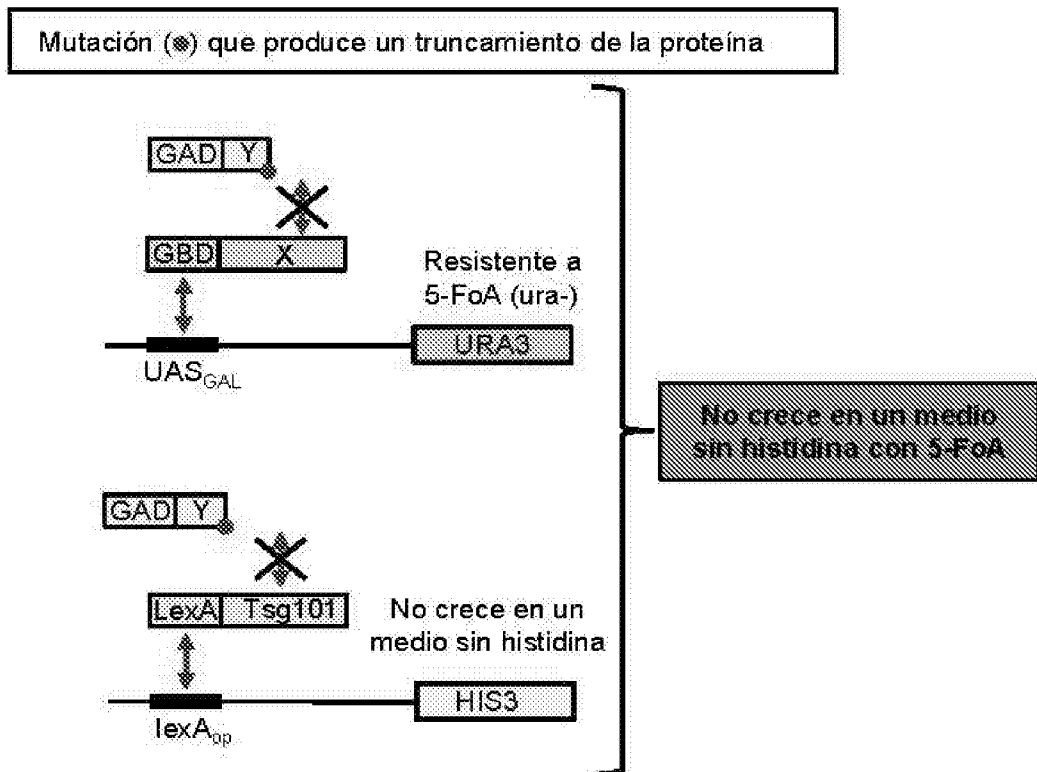 Mutación (●) que produce un truncamiento de la proteína
GAD Y
GBD X
Resistente a
5-FoA (ura-)
URA3
UAS_GAL
No crece en un medio
sin histidina con 5-FoA
GAD Y
LexA Tsg101
No crece en un
medio sin histidina
HIS3
lexA_op